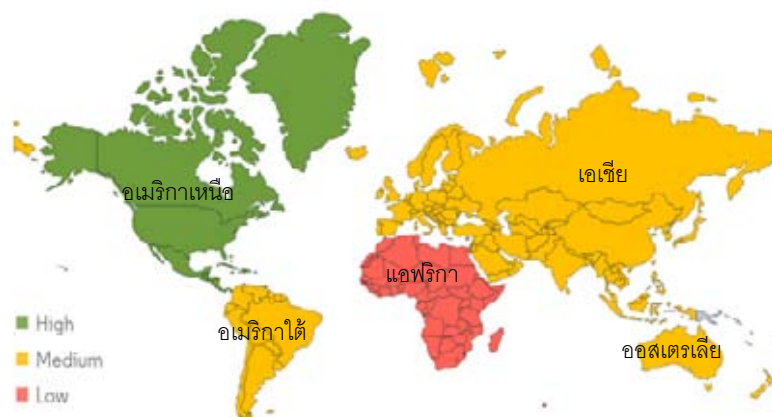 อเมริกาเหนือ
เอเชีย
แอฟริกา
อเมริกาใต้
ออสเตรเลีย
High
Medium
Low